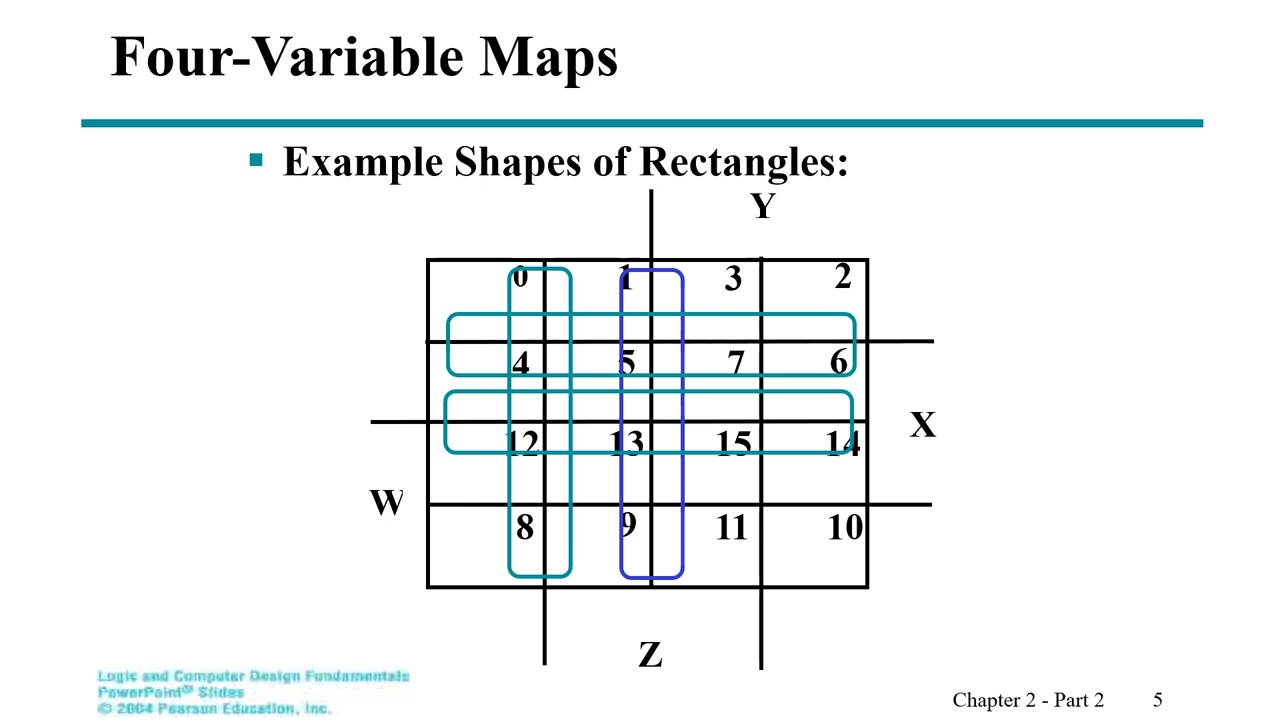 Four-Variable Maps
Example Shapes of Rectangles:
Y
0 1 3 2
4 5 7 6
X
12 13 15 14
W
8 9 11 10
Z
Logic and Computer Design Fundamentals
PowerPoint® Slides
© 2004 Pearson Education, Inc.
Chapter 2 - Part 2 5